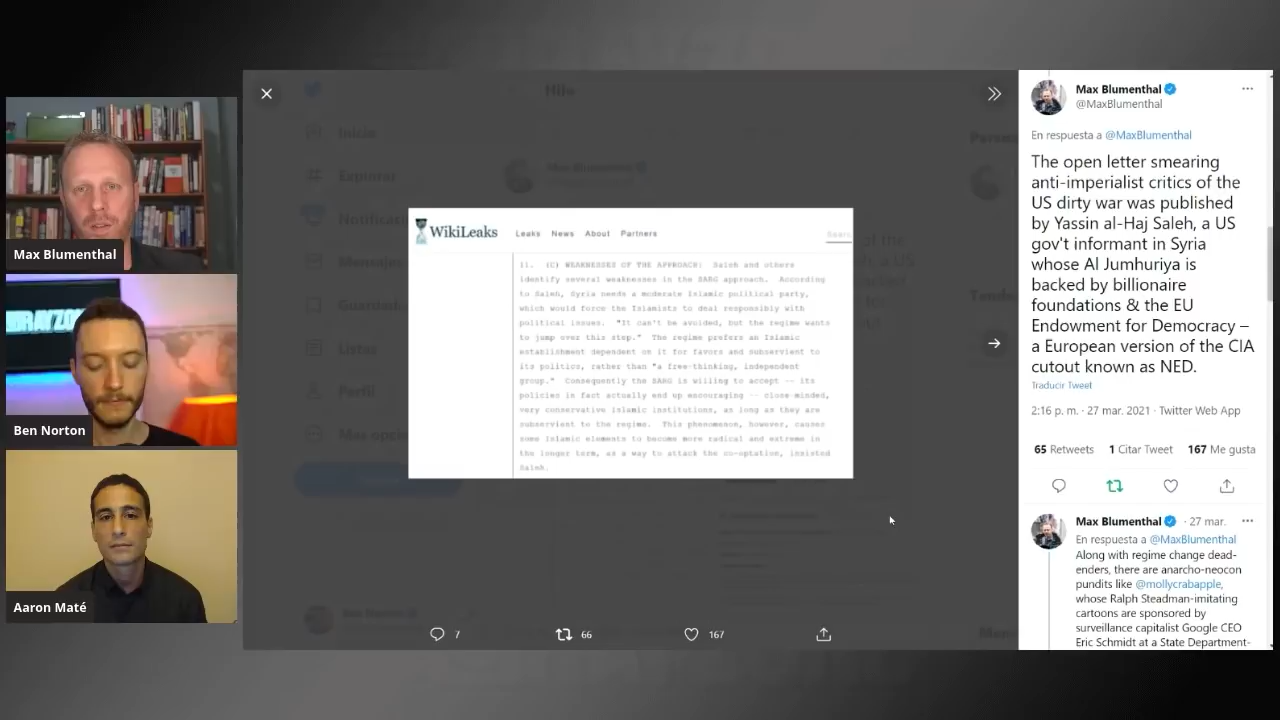 Max Blumenthal
Ben Norton
Aaron Maté
Hilo
Inicio
Explorar
WikiLeaks
Leaks News About Partners
11. (C) WEAKNESSES OF THE APPROACH: Saleh and others
identify several weaknesses in the SARG approach. According
to Saleh, Syria needs a moderate Islamic political party,
which would force the Islamists to deal responsibly with
political issues. "It can't be avoided, but the regime wants
to jump over this step." The regime prefers an Islamic
establishment dependent on it for favors and subservient to
its politics, rather than "a free-thinking, independent
group." Consequently the SARG is willing to accept -- its
policies in fact actually end up encouraging -- close minded,
very conservative Islamic institutions, as long as they are
subservient to the regime. This phenomenon, however, causes
some Islamic elements to become more radical and extreme in
the longer term, as a way to attack the co-optation, insisted
Saleh.
7
66
167
Max Blumenthal
@MaxBlumenthal
En respuesta a @MaxBlumenthal
The open letter smearing
anti-imperialist critics of the
US dirty war was published
by Yassin al-Haj Saleh, a US
gov't informant in Syria
whose Al Jumhuriya is
backed by billionaire
foundations & the EU
Endowment for Democracy –
a European version of the CIA
cutout known as NED.
Traducir Tweet
2:16 p. m. · 27 mar. 2021 · Twitter Web App
65 Retweets 1 Citar Tweet 167 Me gusta
Max Blumenthal · 27 mar.
En respuesta a @MaxBlumenthal
Along with regime change dead-
enders, there are anarcho-neocon
pundits like @mollycrabapple,
whose Ralph Steadman-imitating
cartoons are sponsored by
surveillance capitalist Google CEO
Eric Schmidt at a State Department-